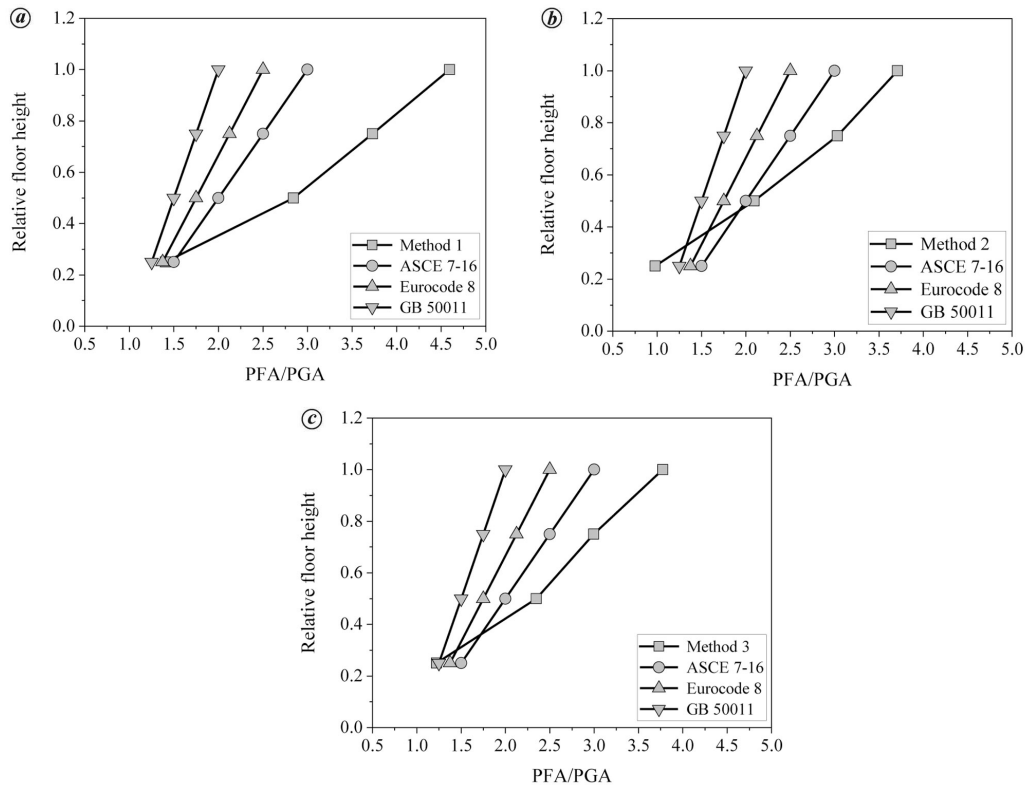 a
1.2
1.0
0.8
0.6
0.4
0.2
0.0
Relative floor height
Method 1
ASCE 7-16
Eurocode 8
GB 50011
0.5 1.0 1.5 2.0 2.5 3.0 3.5 4.0 4.5 5.0
PFA/PGA
b
1.2
1.0
0.8
0.6
0.4
0.2
0.0
Relative floor height
Method 2
ASCE 7-16
Eurocode 8
GB 50011
0.5 1.0 1.5 2.0 2.5 3.0 3.5 4.0 4.5 5.0
PFA/PGA
c
1.2
1.0
0.8
0.6
0.4
0.2
0.0
Relative floor height
Method 3
ASCE 7-16
Eurocode 8
GB 50011
0.5 1.0 1.5 2.0 2.5 3.0 3.5 4.0 4.5 5.0
PFA/PGA